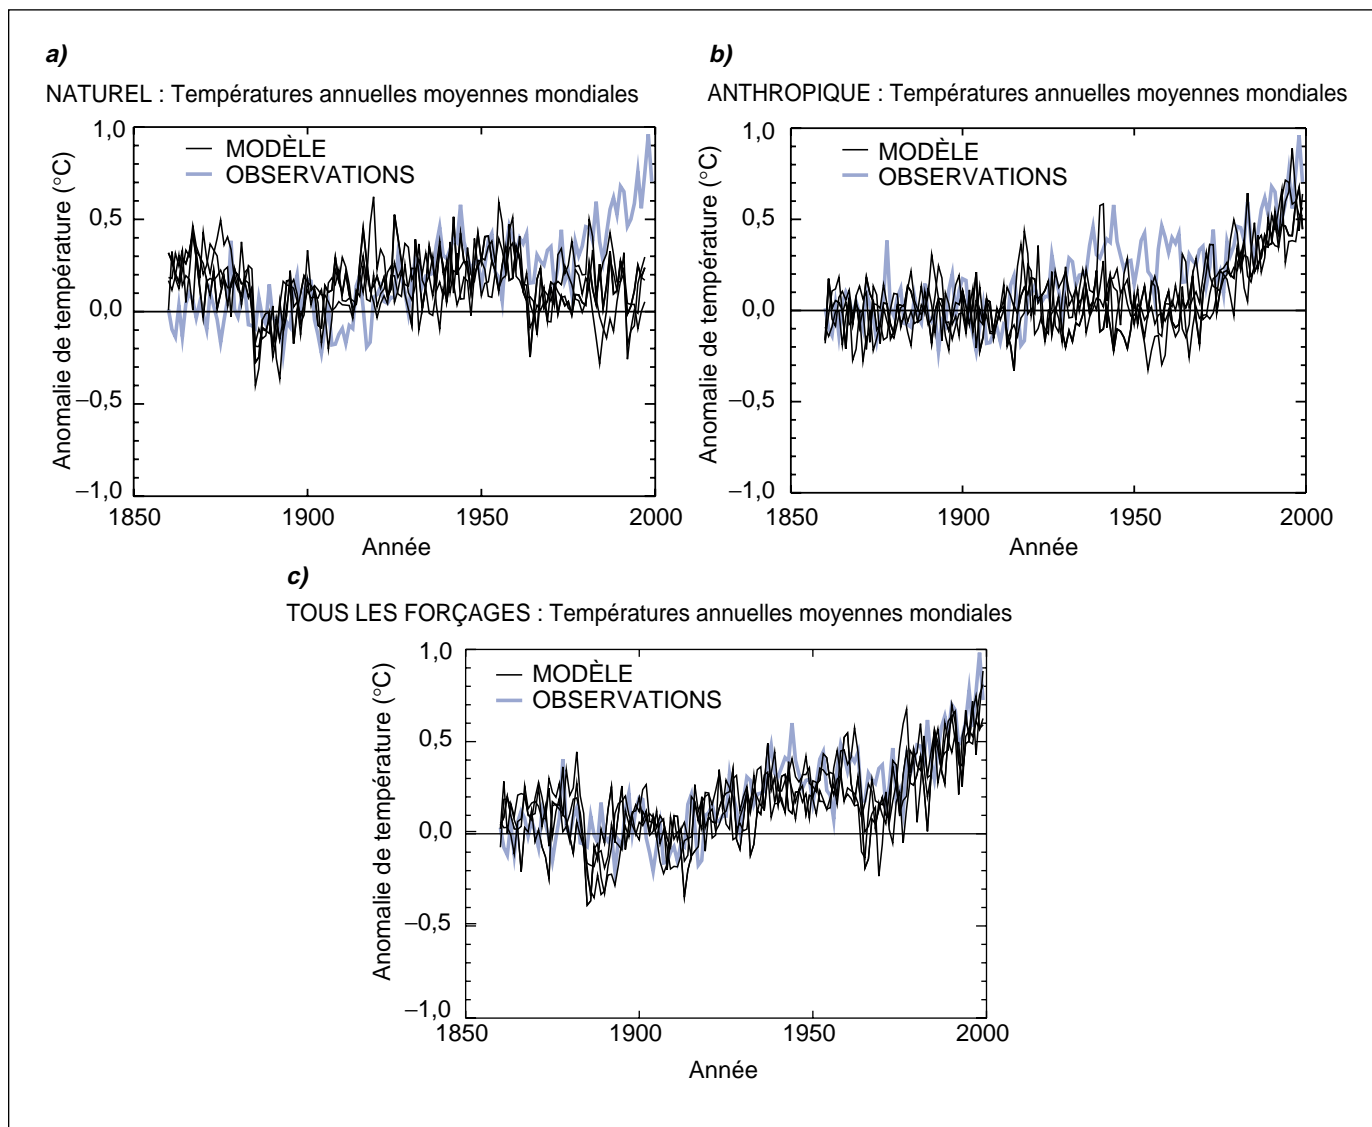 a)
NATUREL : Températures annuelles moyennes mondiales
MODÈLE
OBSERVATIONS
Anomalie de température (°C)
1,0
0,5
0,0
–0,5
–1,0
1850 1900 1950 2000
Année
b)
ANTHROPIQUE : Températures annuelles moyennes mondiales
MODÈLE
OBSERVATIONS
Anomalie de température (°C)
1,0
0,5
0,0
–0,5
–1,0
1850 1900 1950 2000
Année
c)
TOUS LES FORÇAGES : Températures annuelles moyennes mondiales
MODÈLE
OBSERVATIONS
Anomalie de température (°C)
1,0
0,5
0,0
–0,5
–1,0
1850 1900 1950 2000
Année